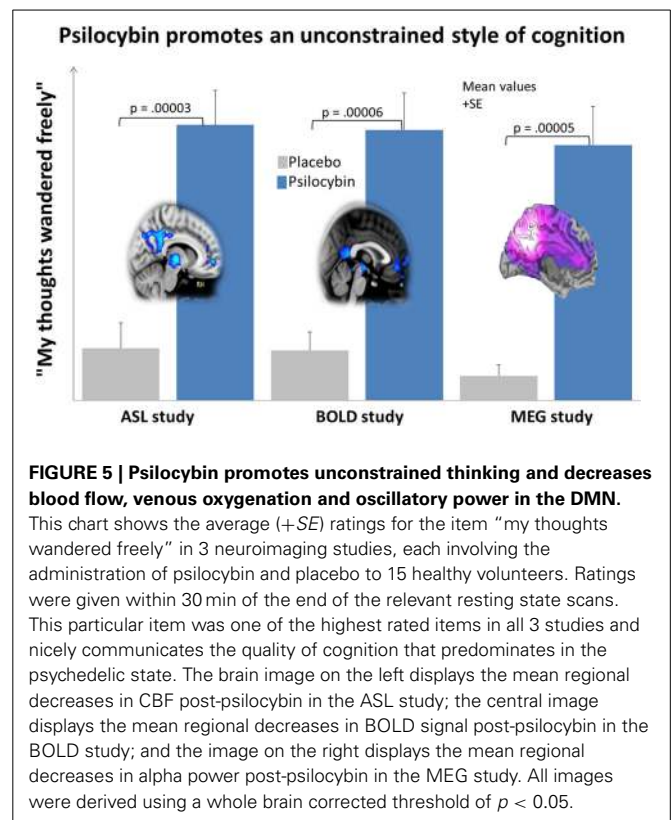 Psilocybin promotes an unconstrained style of cognition
"My thoughts wandered freely"
p = .00003
p = .00006
Mean values
+SE
p = .00005
Placebo
Psilocybin
ASL study
BOLD study
MEG study
FIGURE 5 | Psilocybin promotes unconstrained thinking and decreases
blood flow, venous oxygenation and oscillatory power in the DMN.
This chart shows the average (+SE) ratings for the item “my thoughts
wandered freely” in 3 neuroimaging studies, each involving the
administration of psilocybin and placebo to 15 healthy volunteers. Ratings
were given within 30 min of the end of the relevant resting state scans.
This particular item was one of the highest rated items in all 3 studies and
nicely communicates the quality of cognition that predominates in the
psychedelic state. The brain image on the left displays the mean regional
decreases in CBF post-psilocybin in the ASL study; the central image
displays the mean regional decreases in BOLD signal post-psilocybin in the
BOLD study; and the image on the right displays the mean regional
decreases in alpha power post-psilocybin in the MEG study. All images
were derived using a whole brain corrected threshold of p < 0.05.